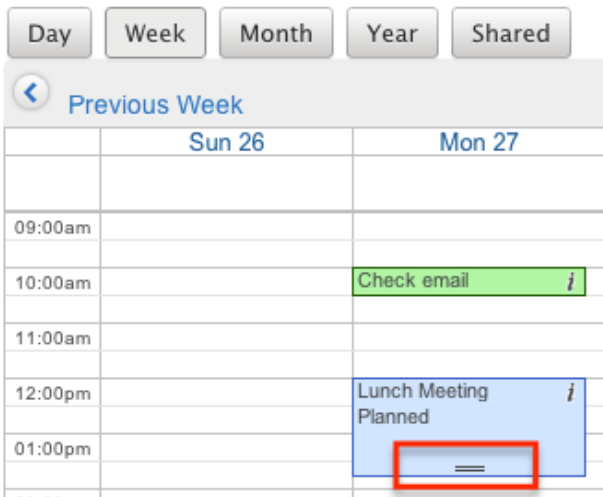 Day Week Month Year Shared
Previous Week
Sun 26 Mon 27
09:00am
10:00am Check email i
11:00am
12:00pm Lunch Meeting i
Planned
01:00pm